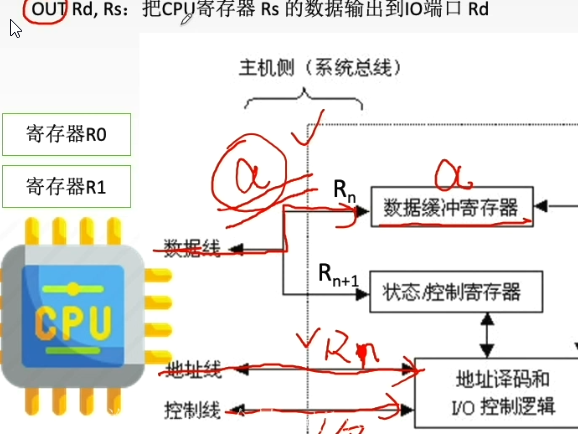 OUT Rd, Rs：把CPU寄存器 Rs 的数据输出到IO端口 Rd
主机侧（系统总线）
寄存器R0
寄存器R1
a
a
Rn
数据缓冲寄存器
数据线
CPU
Rn+1
状态/控制寄存器
Rn
地址线
地址译码和
I/O 控制逻辑
控制线